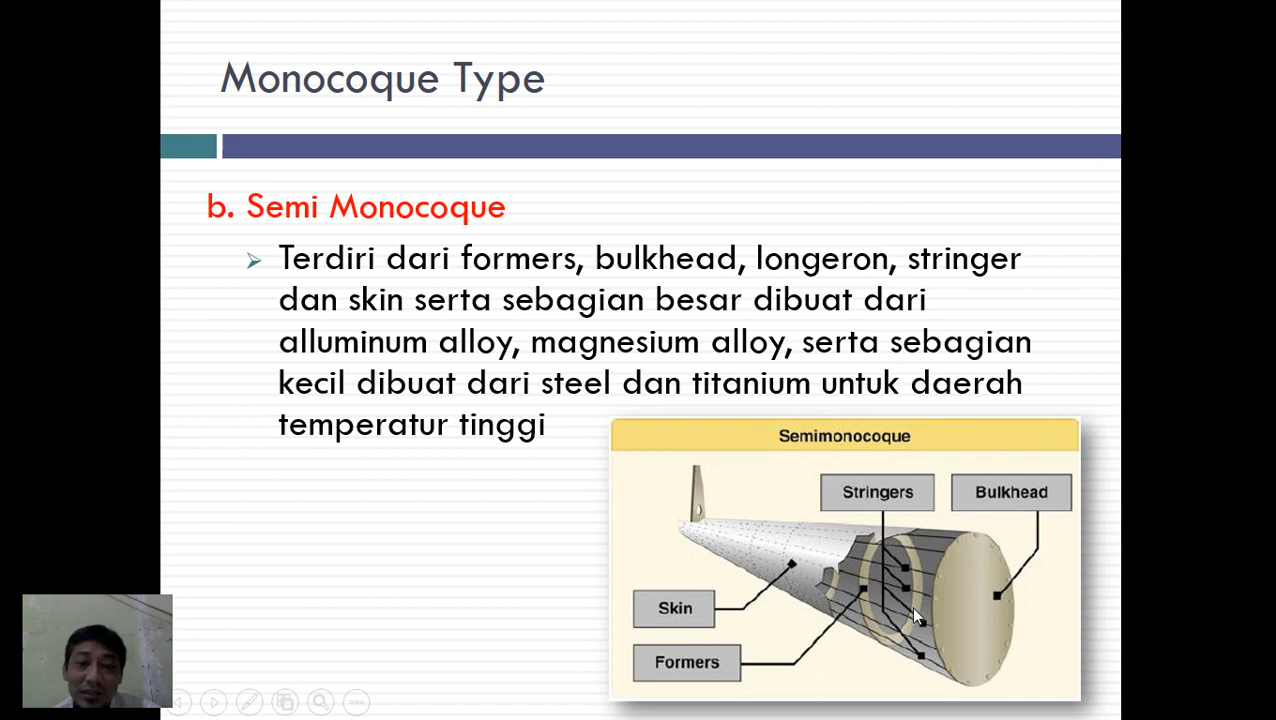 Monocoque Type
b. Semi Monocoque
Terdiri dari formers, bulkhead, longeron, stringer
dan skin serta sebagian besar dibuat dari
alluminum alloy, magnesium alloy, serta sebagian
kecil dibuat dari steel dan titanium untuk daerah
temperatur tinggi
Semimonocoque
Stringers
Bulkhead
Skin
Formers